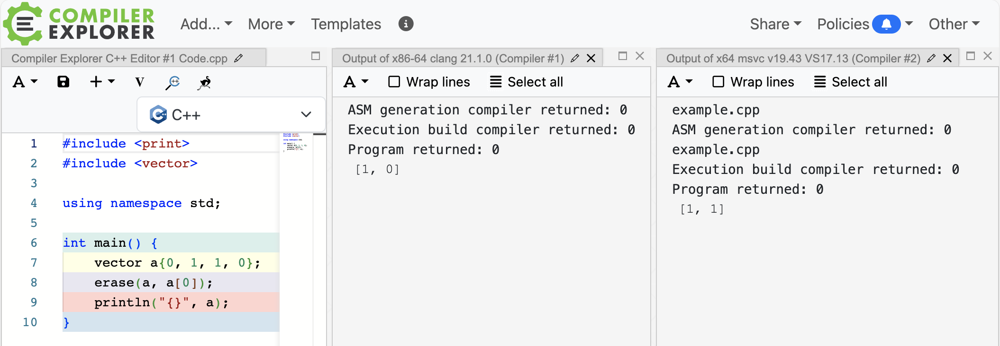 COMPILER
EXPLORER
Add...
More
Templates
Share
Policies
Other
Compiler Explorer C++ Editor #1 Code.cpp
A
V
C++
1 #include <print>
2 #include <vector>
3
4 using namespace std;
5
6 int main() {
7     vector a{0, 1, 1, 0};
8     erase(a, a[0]);
9     println("{}", a);
10 }
Output of x86-64 clang 21.1.0 (Compiler #1)
A
Wrap lines
Select all
ASM generation compiler returned: 0
Execution build compiler returned: 0
Program returned: 0
[1, 0]
Output of x64 msvc v19.43 VS17.13 (Compiler #2)
A
Wrap lines
Select all
example.cpp
ASM generation compiler returned: 0
example.cpp
Execution build compiler returned: 0
Program returned: 0
[1, 1]